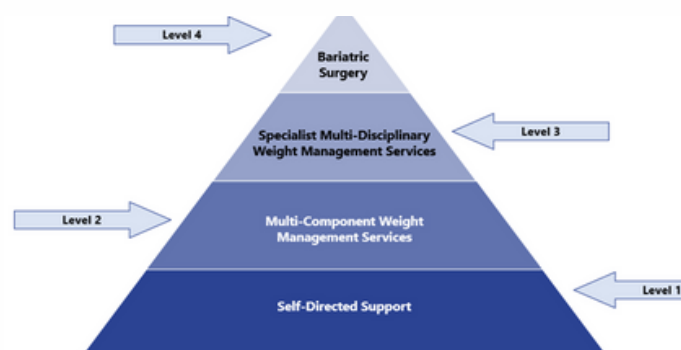 Level 4
Bariatric
Surgery
Specialist Multi-Disciplinary
Weight Management Services
Level 3
Level 2
Multi-Component Weight
Management Services
Self-Directed Support
Level 1